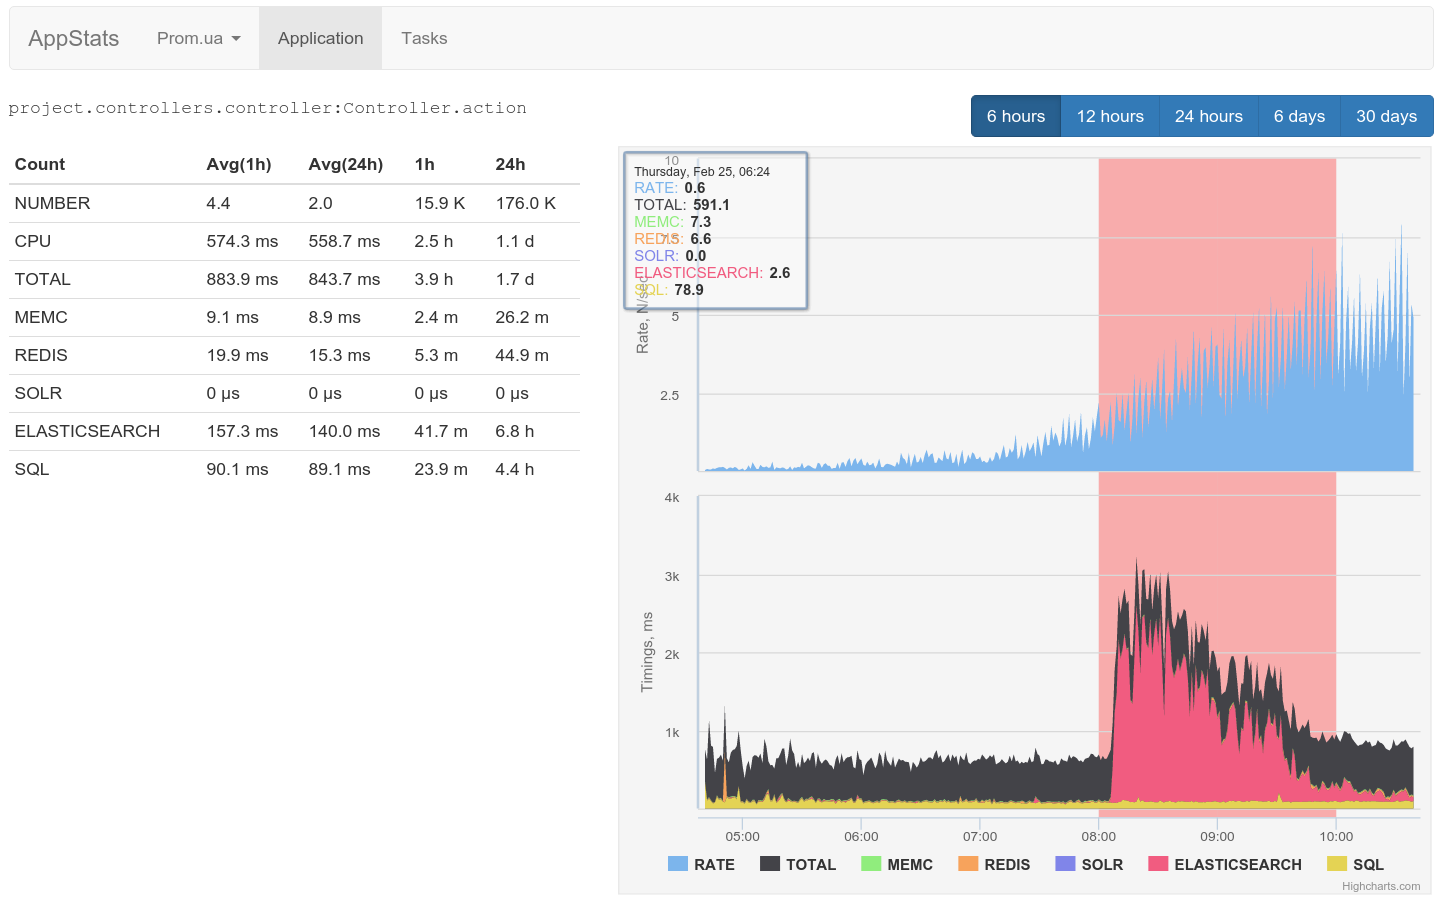 AppStats Prom.ua Application Tasks
project.controllers.controller:Controller.action
6 hours 12 hours 24 hours 6 days 30 days
Count Avg(1h) Avg(24h) 1h 24h
NUMBER 4.4 2.0 15.9 K 176.0 K
CPU 574.3 ms 558.7 ms 2.5 h 1.1 d
TOTAL 883.9 ms 843.7 ms 3.9 h 1.7 d
MEMC 9.1 ms 8.9 ms 2.4 m 26.2 m
REDIS 19.9 ms 15.3 ms 5.3 m 44.9 m
SOLR 0 µs 0 µs 0 µs 0 µs
ELASTICSEARCH 157.3 ms 140.0 ms 41.7 m 6.8 h
SQL 90.1 ms 89.1 ms 23.9 m 4.4 h
10
Thursday, Feb 25, 06:24
RATE: 0.6
TOTAL: 591.1
MEMC: 7.3
REDIS: 6.6
7.5
SOLR: 0.0
ELASTICSEARCH: 2.6
SQL: 78.9
Rate, N/sec
5
2.5
4k
3k
2k
1k
Timings, ms
05:00 06:00 07:00 08:00 09:00 10:00
RATE TOTAL MEMC REDIS SOLR ELASTICSEARCH SQL
Highcharts.com